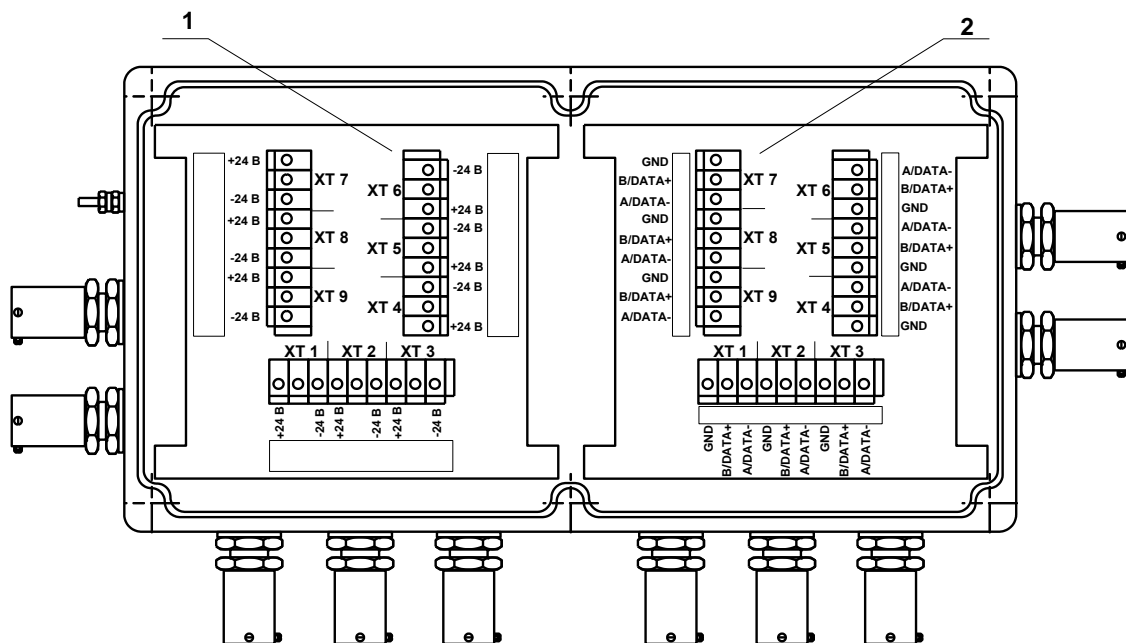 1
2
+24 В
-24 В
+24 В
-24 В
+24 В
-24 В
XT 7
XT 8
XT 9
XT 6
XT 5
XT 4
-24 В
+24 В
-24 В
+24 В
-24 В
+24 В
XT 1 XT 2 XT 3
+24 В -24 В +24 В -24 В +24 В -24 В
GND
B/DATA+
A/DATA-
GND
B/DATA+
A/DATA-
GND
B/DATA+
A/DATA-
XT 7
XT 8
XT 9
XT 6
XT 5
XT 4
A/DATA-
B/DATA+
GND
A/DATA-
B/DATA+
GND
A/DATA-
B/DATA+
GND
XT 1 XT 2 XT 3
GND B/DATA+ A/DATA- GND B/DATA+ A/DATA- GND B/DATA+ A/DATA-